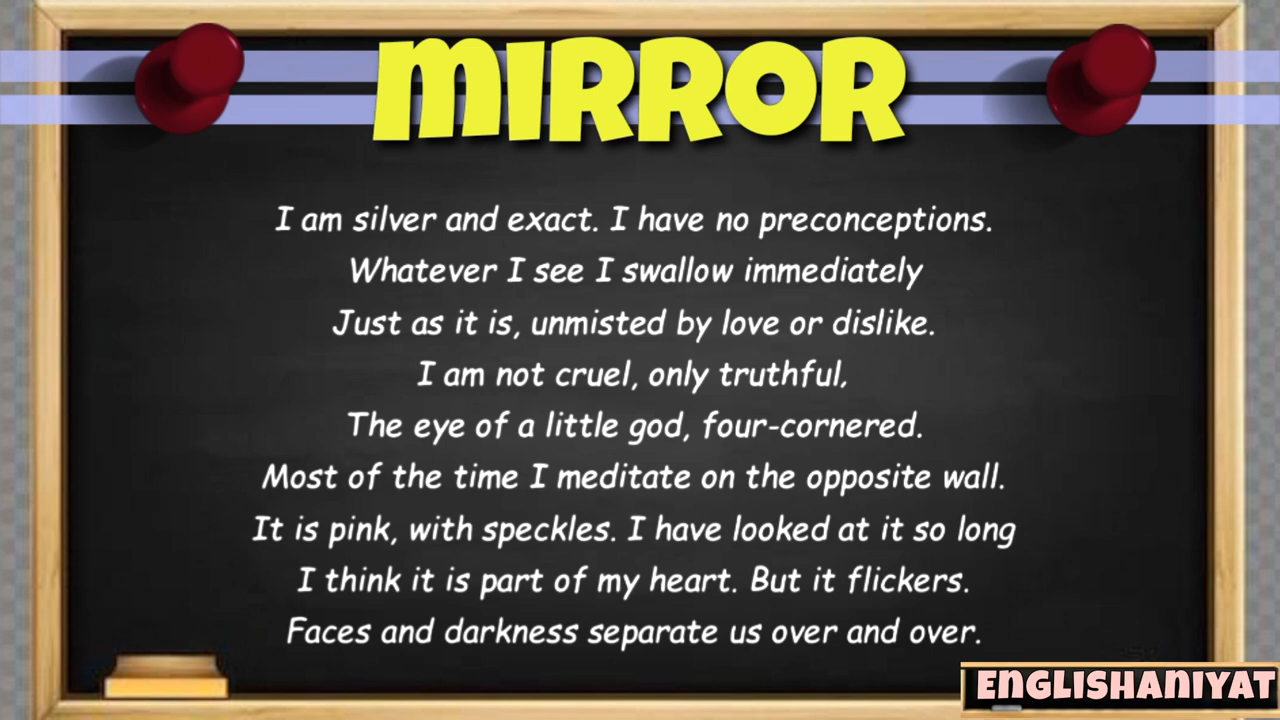 MIRROR
I am silver and exact. I have no preconceptions.
Whatever I see I swallow immediately
Just as it is, unmisted by love or dislike.
I am not cruel, only truthful,
The eye of a little god, four-cornered.
Most of the time I meditate on the opposite wall.
It is pink, with speckles. I have looked at it so long
I think it is part of my heart. But it flickers.
Faces and darkness separate us over and over.
ENGLISHANIYAT